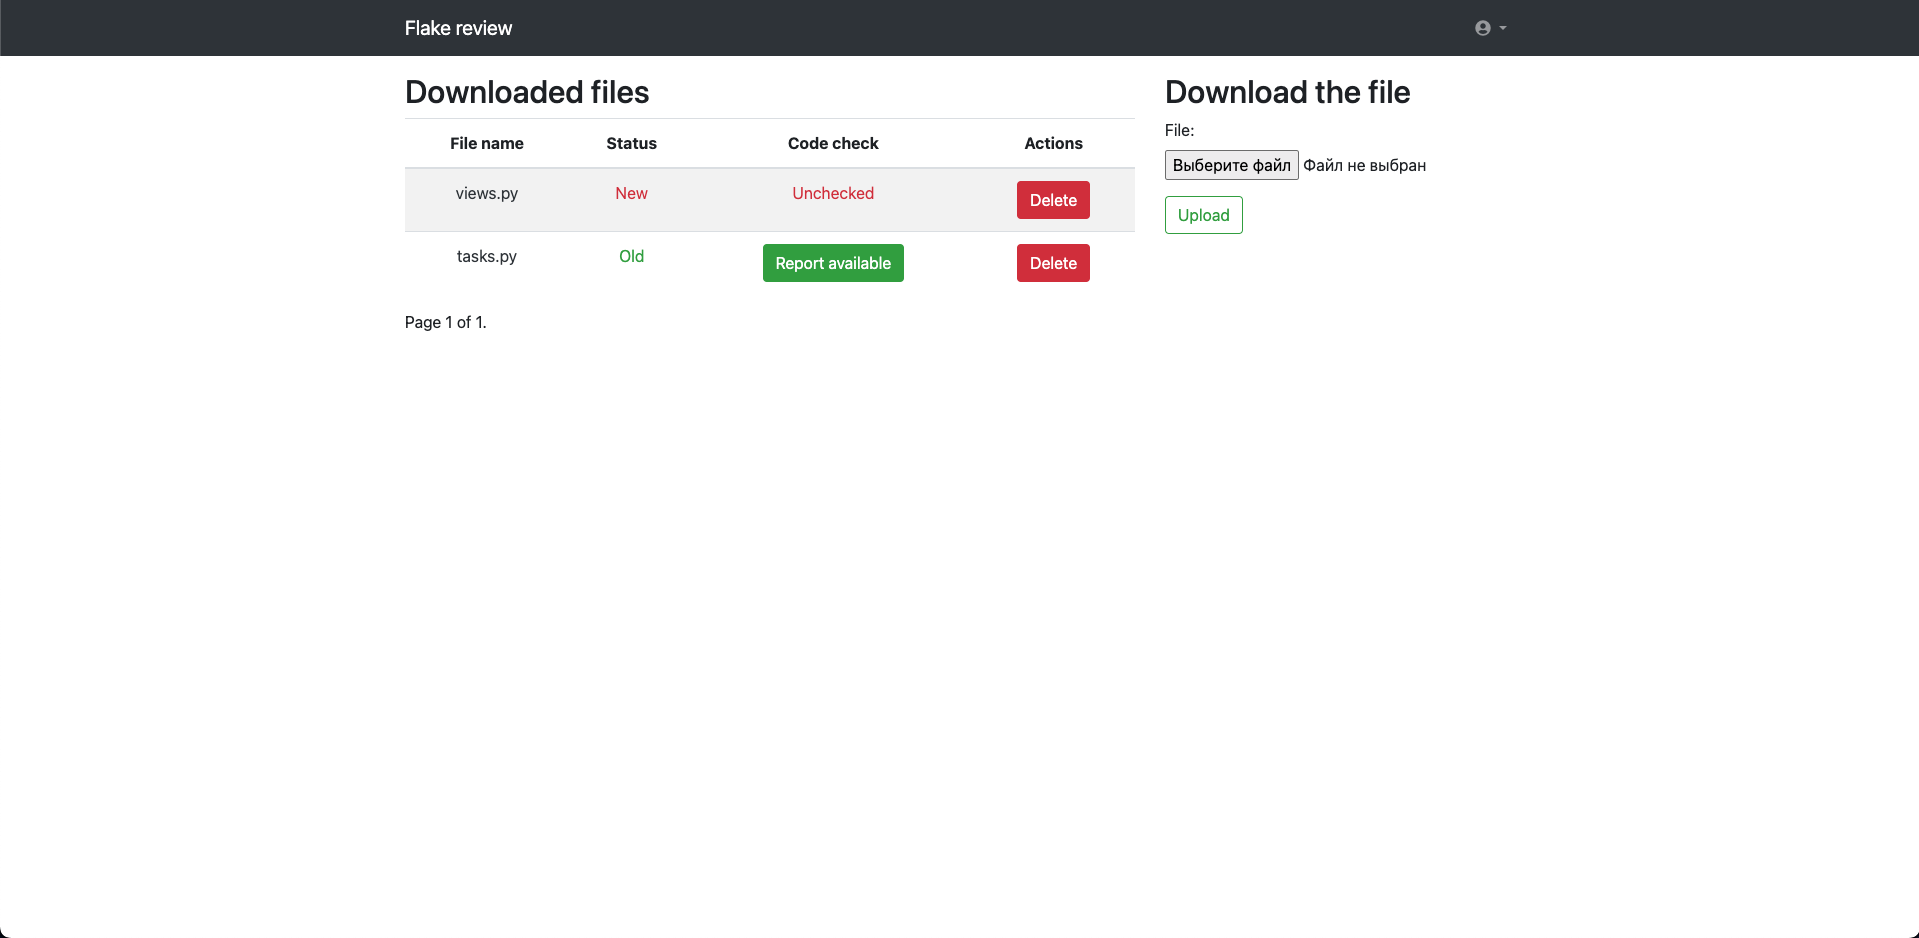 Flake review
Downloaded files
File name Status Code check Actions
views.py New Unchecked Delete
tasks.py Old Report available Delete
Page 1 of 1.
Download the file
File:
Выберите файл Файл не выбран
Upload